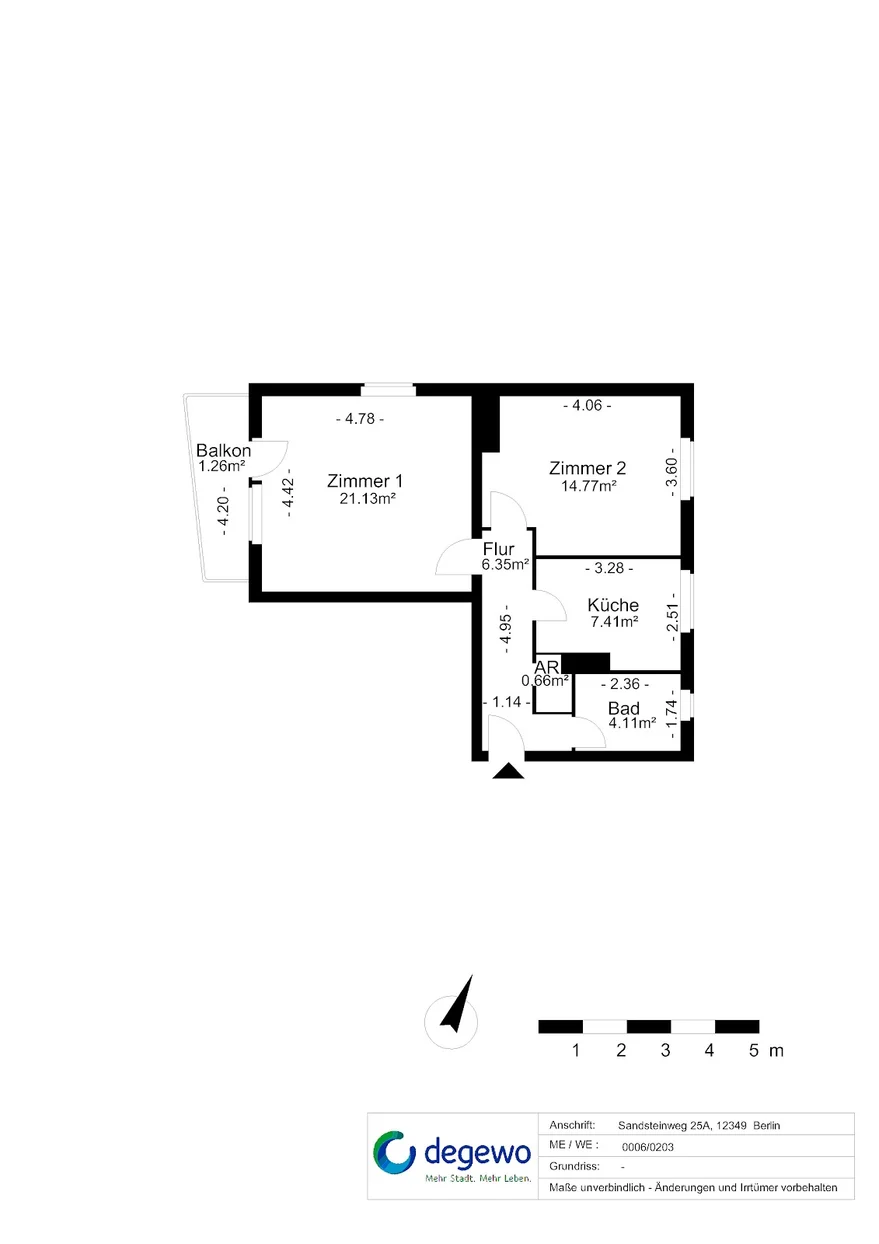 - 4.06 -
- 4.78 -
Balkon
1.26m²
- 4.20 -
- 4.42 -
Zimmer 1
21.13m²
Zimmer 2
14.77m²
- 3.60 -
Flur
6.35m²
- 4.95 -
- 1.14 -
- 3.28 -
Küche
7.41m²
- 2.51 -
AR
0.66m²
- 2.36 -
Bad
4.11m²
- 1.74 -
1 2 3 4 5 m
degewo
Mehr Stadt. Mehr Leben.
Anschrift: Sandsteinweg 25A, 12349 Berlin
ME / WE : 0006/0203
Grundriss: -
Maße unverbindlich - Änderungen und Irrtümer vorbehalten